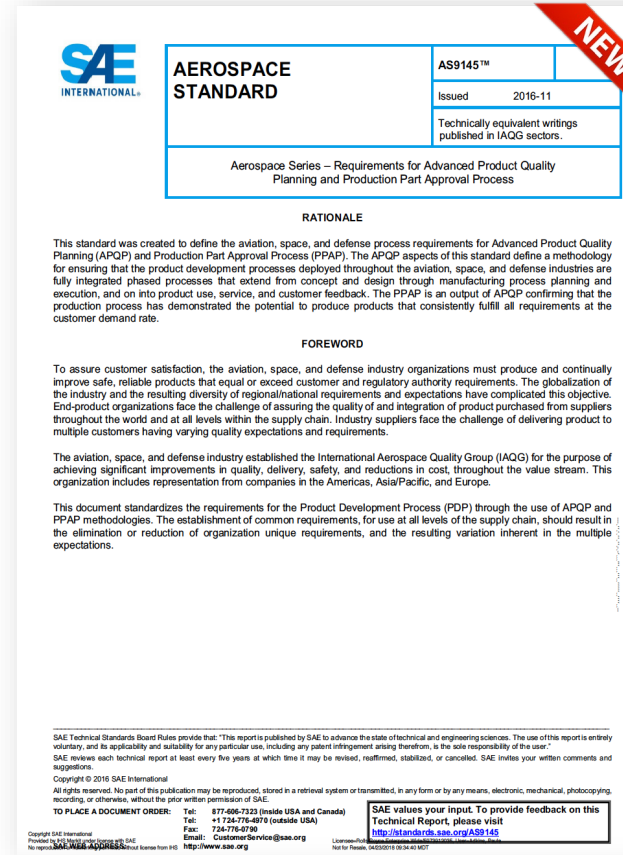 NEW
SAE
INTERNATIONAL®
AEROSPACE
STANDARD
AS9145™
Issued 2016-11
Technically equivalent writings
published in IAQG sectors.
Aerospace Series – Requirements for Advanced Product Quality
Planning and Production Part Approval Process
RATIONALE
This standard was created to define the aviation, space, and defense process requirements for Advanced Product Quality
Planning (APQP) and Production Part Approval Process (PPAP). The APQP aspects of this standard define a methodology
for ensuring that the product development processes deployed throughout the aviation, space, and defense industries are
fully integrated phased processes that extend from concept and design through manufacturing process planning and
execution, and on into product use, service, and customer feedback. The PPAP is an output of APQP confirming that the
production process has demonstrated the potential to produce products that consistently fulfill all requirements at the
customer demand rate.
FOREWORD
To assure customer satisfaction, the aviation, space, and defense industry organizations must produce and continually
improve safe, reliable products that equal or exceed customer and regulatory authority requirements. The globalization of
the industry and the resulting diversity of regional/national requirements and expectations have complicated this objective.
End-product organizations face the challenge of assuring the quality of and integration of product purchased from suppliers
throughout the world and at all levels within the supply chain. Industry suppliers face the challenge of delivering product to
multiple customers having varying quality expectations and requirements.
The aviation, space, and defense industry established the International Aerospace Quality Group (IAQG) for the purpose of
achieving significant improvements in quality, delivery, safety, and reductions in cost, throughout the value stream. This
organization includes representation from companies in the Americas, Asia/Pacific, and Europe.
This document standardizes the requirements for the Product Development Process (PDP) through the use of APQP and
PPAP methodologies. The establishment of common requirements, for use at all levels of the supply chain, should result in
the elimination or reduction of organization unique requirements, and the resulting variation inherent in the multiple
expectations.
SAE Technical Standards Board Rules provide that: "This report is published by SAE to advance the state of technical and engineering sciences. The use of this report is entirely
voluntary, and its applicability and suitability for any particular use, including any patent infringement arising therefrom, is the sole responsibility of the user."
SAE reviews each technical report at least every five years at which time it may be revised, reaffirmed, stabilized, or cancelled. SAE invites your written comments and
suggestions.
Copyright © 2016 SAE International
All rights reserved. No part of this publication may be reproduced, stored in a retrieval system or transmitted, in any form or by any means, electronic, mechanical, photocopying,
recording, or otherwise, without the prior written permission of SAE.
TO PLACE A DOCUMENT ORDER: Tel: 877-606-7323 (inside USA and Canada)
Tel: +1 724-776-4970 (outside USA)
Fax: 724-776-0790
Email: CustomerService@sae.org
SAE WEB ADDRESS: http://www.sae.org
SAE values your input. To provide feedback on this
Technical Report, please visit
http://standards.sae.org/AS9145
Copyright SAE International
Provided by IHS Markit under license with SAE
No without license from IHS
Not for Resale, 04/23/2018 09:34:40 MDT